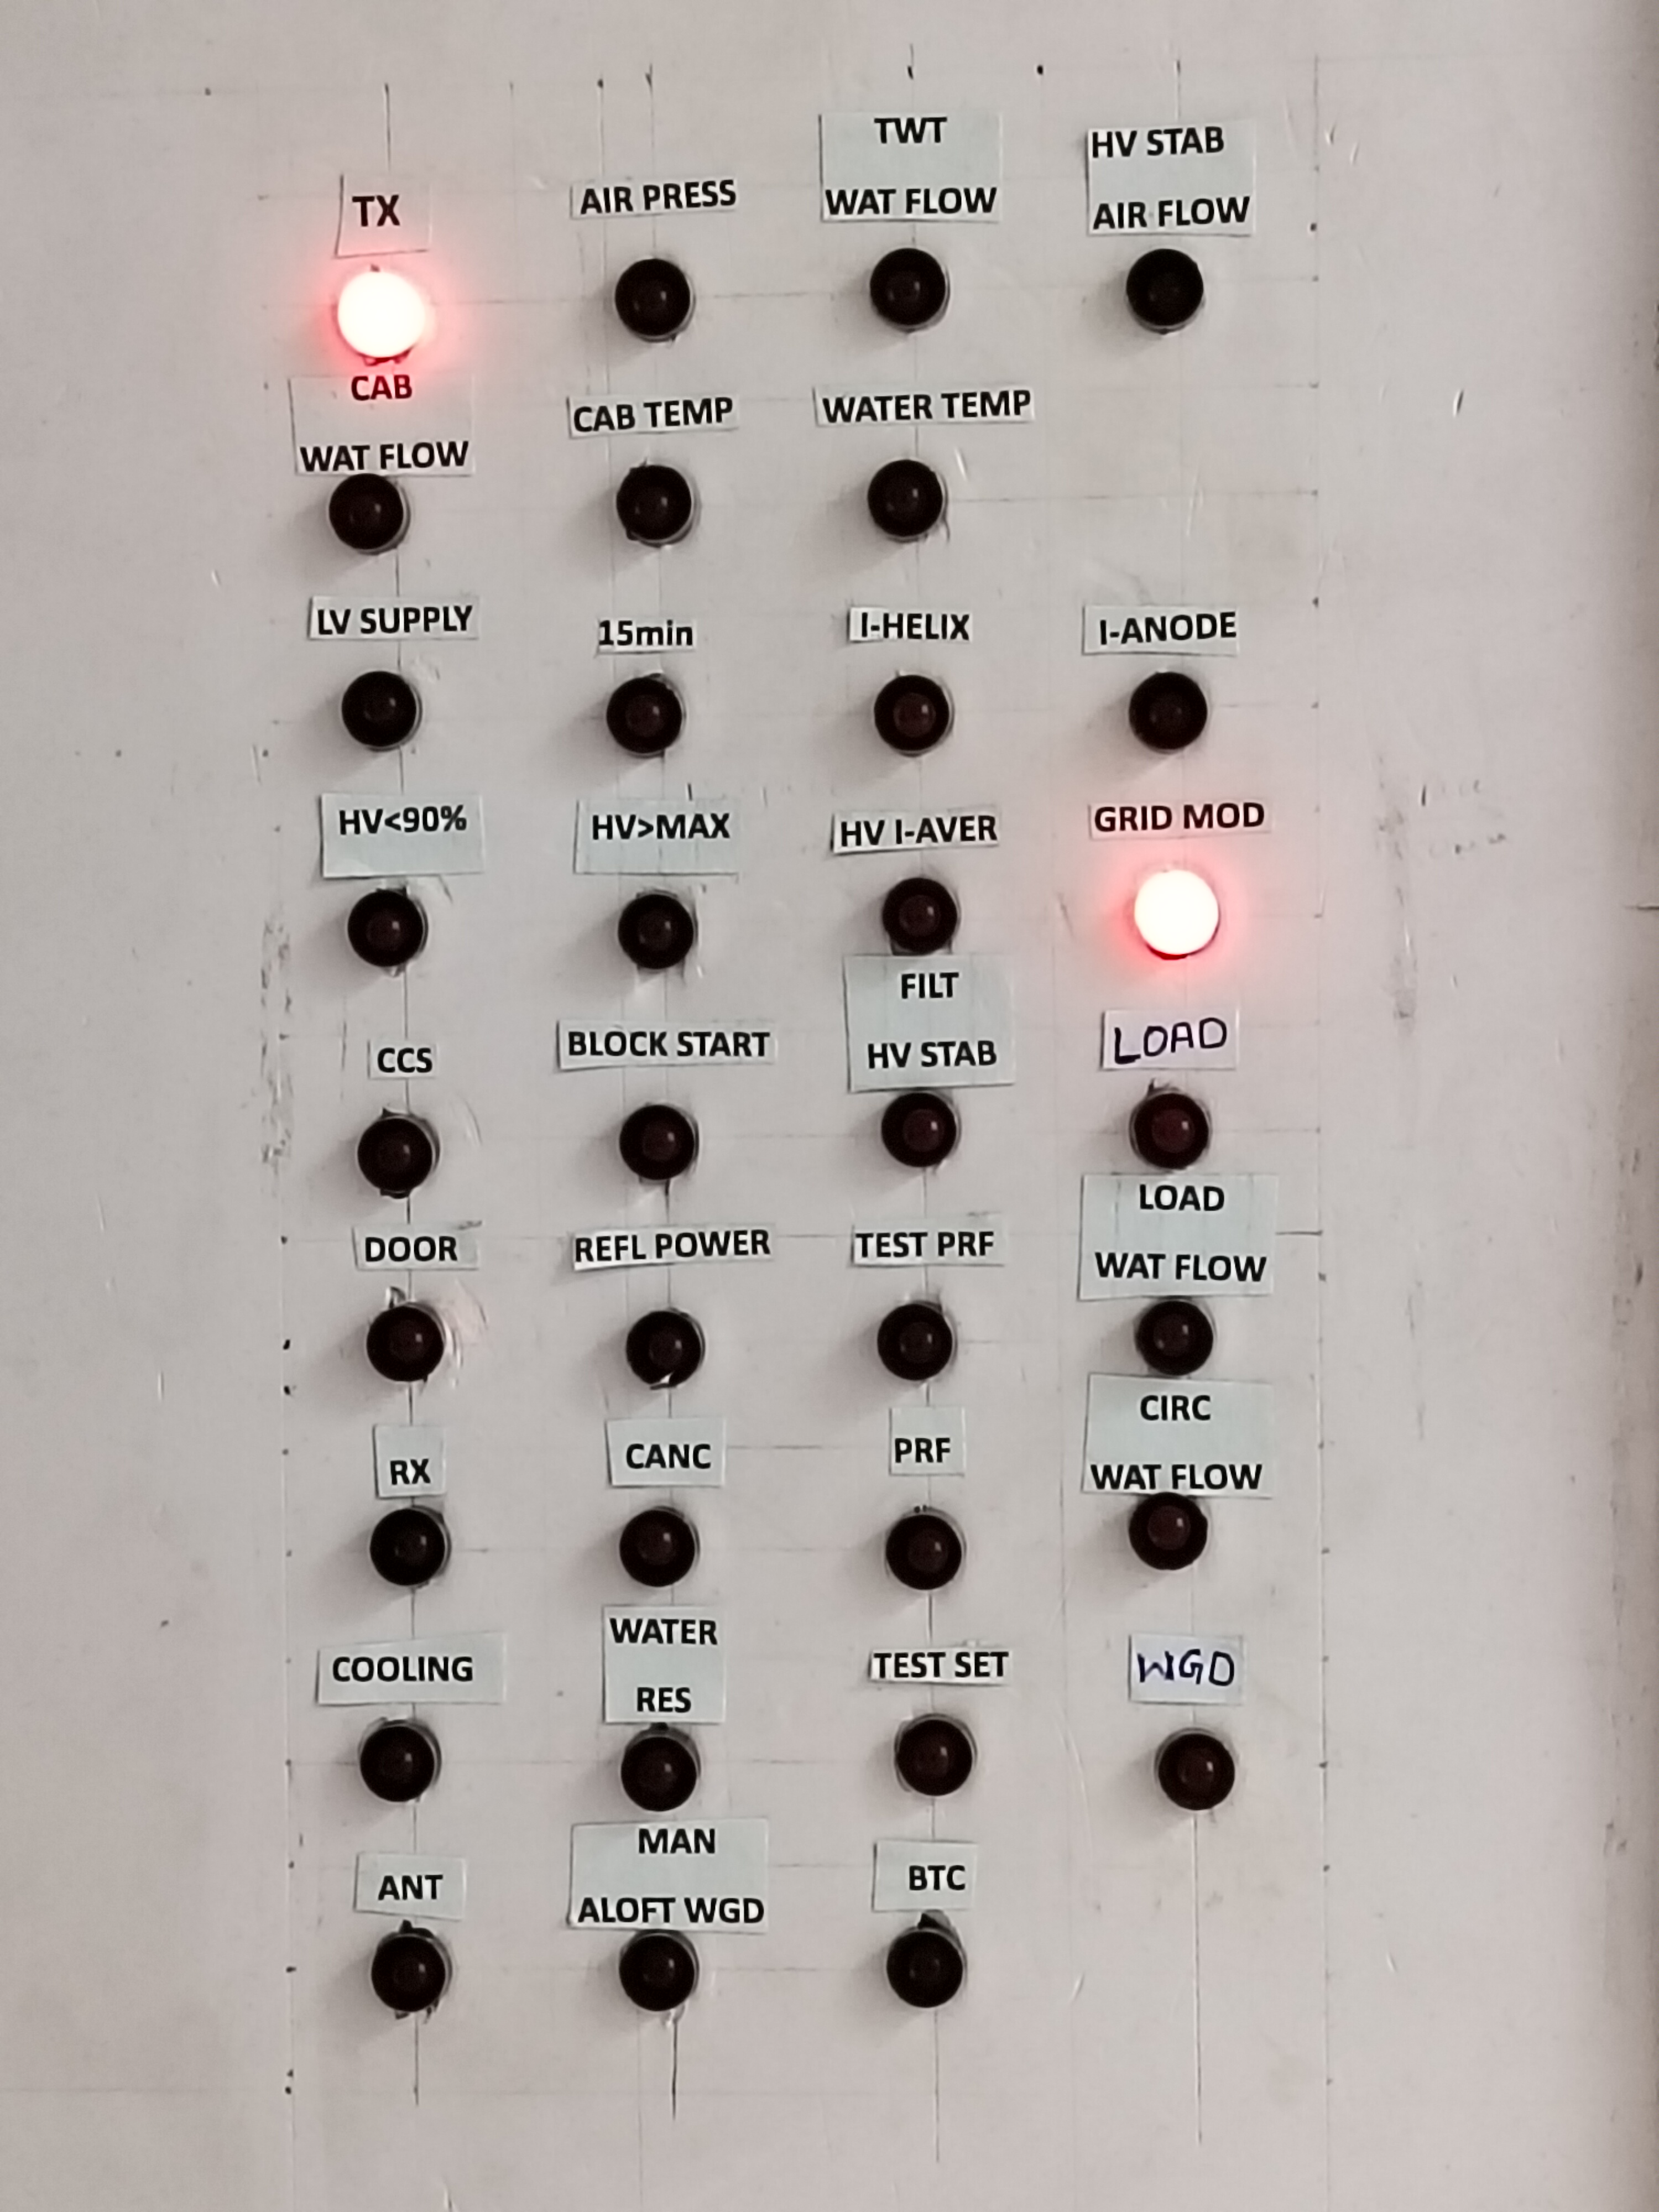 TX
AIR PRESS
TWT
WAT FLOW
HV STAB
AIR FLOW
CAB
WAT FLOW
CAB TEMP
WATER TEMP
LV SUPPLY
15min
I-HELIX
I-ANODE
HV<90%
HV>MAX
HV I-AVER
GRID MOD
CCS
BLOCK START
FILT
HV STAB
LOAD
DOOR
REFL POWER
TEST PRF
LOAD
WAT FLOW
RX
CANC
PRF
CIRC
WAT FLOW
COOLING
WATER
RES
TEST SET
WGD
ANT
MAN
ALOFT WGD
BTC